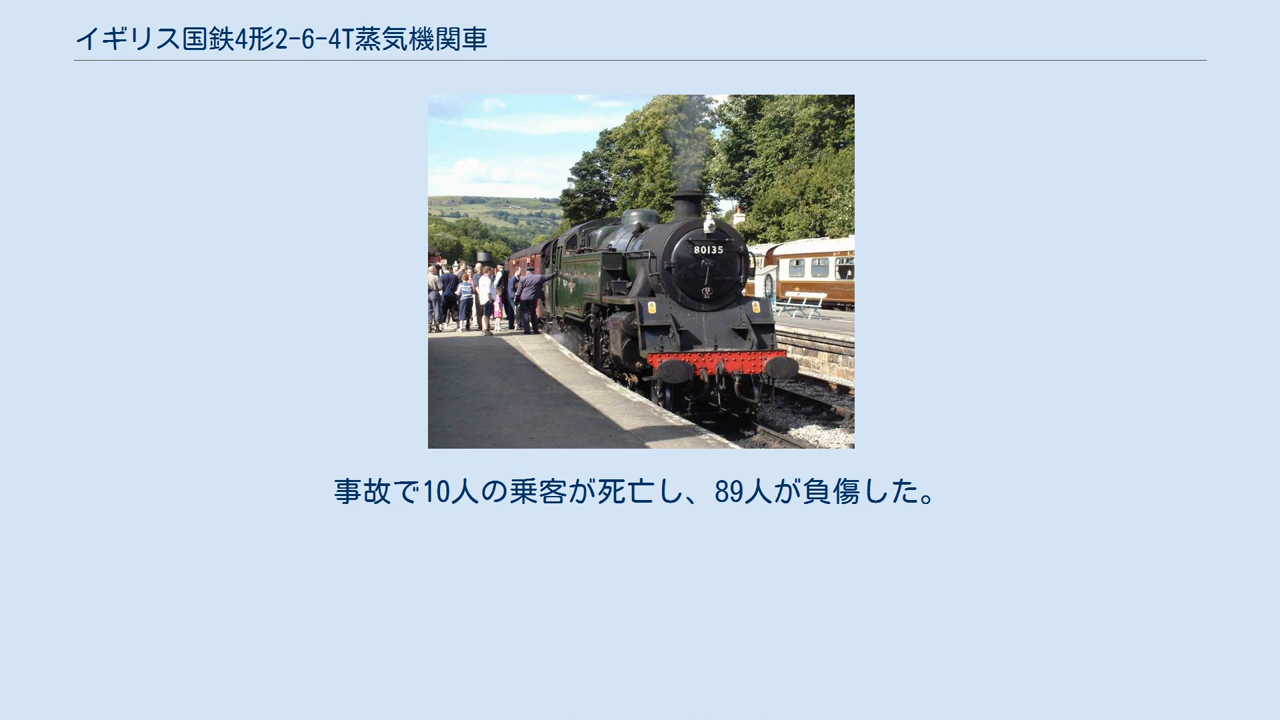 イギリス国鉄4形2-6-4T蒸気機関車
80135
事故で10人の乗客が死亡し、89人が負傷した。